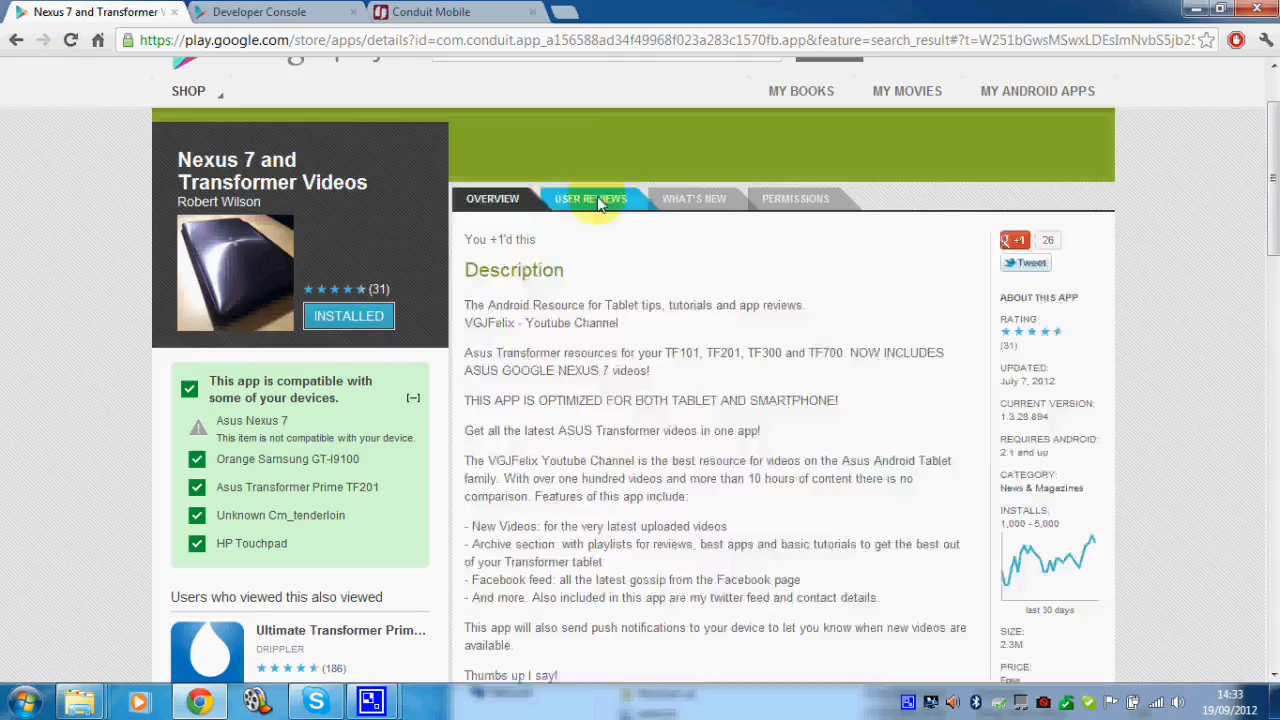 Nexus 7 and Transformer V
Developer Console
Conduit Mobile
https://play.google.com/store/apps/details?id=com.conduit.app_a156588ad34f49968f023a283c1570fb.app&feature=search_result#?t=W251bGwsMSwxLDEsImNvbS5jb25
SHOP
MY BOOKS
MY MOVIES
MY ANDROID APPS
Nexus 7 and
Transformer Videos
Robert Wilson
(31)
INSTALLED
OVERVIEW
USER REVIEWS
WHAT'S NEW
PERMISSIONS
You +1'd this
Description
The Android Resource for Tablet tips, tutorials and app reviews.
VGJFelix - Youtube Channel
Asus Transformer resources for your TF101, TF201, TF300 and TF700. NOW INCLUDES
ASUS GOOGLE NEXUS 7 videos!
THIS APP IS OPTIMIZED FOR BOTH TABLET AND SMARTPHONE!
Get all the latest ASUS Transformer videos in one app!
The VGJFelix Youtube Channel is the best resource for videos on the Asus Android Tablet
family. With over one hundred videos and more than 10 hours of content there is no
comparison. Features of this app include:
- New Videos: for the very latest uploaded videos
- Archive section: with playlists for reviews, best apps and basic tutorials to get the best out
of your Transformer tablet
- Facebook feed: all the latest gossip from the Facebook page
- And more. Also included in this app are my twitter feed and contact details.
This app will also send push notifications to your device to let you know when new videos are
available.
Thumbs up I say!
+1
26
Tweet
ABOUT THIS APP
RATING:
(31)
UPDATED:
July 7, 2012
CURRENT VERSION:
1.3.28.894
REQUIRES ANDROID:
2.1 and up
CATEGORY:
News & Magazines
INSTALLS:
1,000 - 5,000
last 30 days
SIZE:
2.3M
PRICE:
Free
This app is compatible with
some of your devices.
[–]
Asus Nexus 7
This item is not compatible with your device.
Orange Samsung GT-I9100
Asus Transformer Prime TF201
Unknown Cm_tenderloin
HP Touchpad
Users who viewed this also viewed
Ultimate Transformer Prim...
DRIPPLER
(186)
14:33
19/09/2012